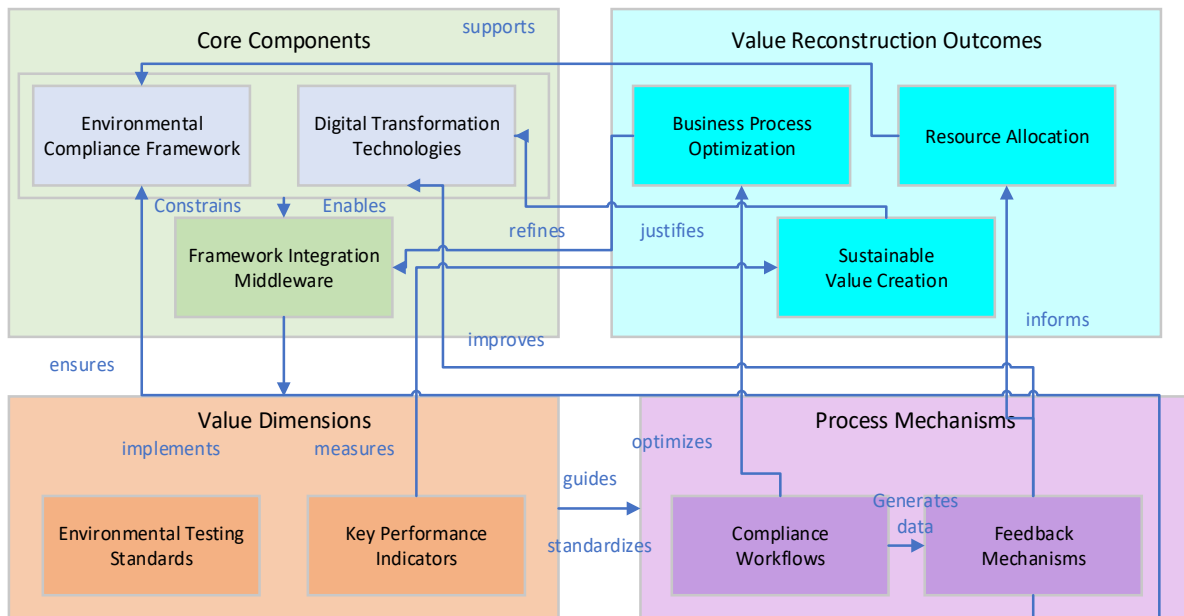 Core Components
supports
Value Reconstruction Outcomes
Environmental
Compliance Framework
Digital Transformation
Technologies
Business Process
Optimization
Resource Allocation
Constrains
Enables
refines
justifies
Framework Integration
Middleware
Sustainable
Value Creation
informs
improves
ensures
Value Dimensions
Process Mechanisms
implements
measures
optimizes
guides
standardizes
Environmental Testing
Standards
Key Performance
Indicators
Compliance
Workflows
Generates
data
Feedback
Mechanisms